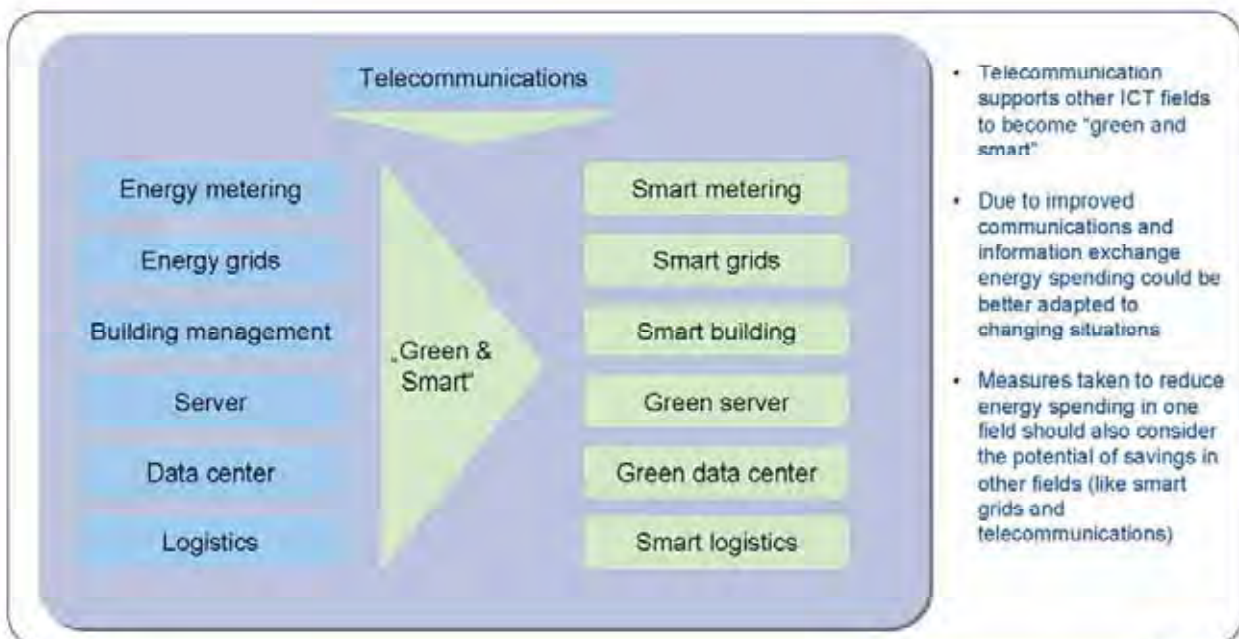 Telecommunications
Energy metering
Energy grids
Building management
Server
Data center
Logistics
„Green &
Smart“
Smart metering
Smart grids
Smart building
Green server
Green data center
Smart logistics
• Telecommunication
supports other ICT fields
to become “green and
smart”
• Due to improved
communications and
information exchange
energy spending could be
better adapted to
changing situations
• Measures taken to reduce
energy spending in one
field should also consider
the potential of savings in
other fields (like smart
grids and
telecommunications)